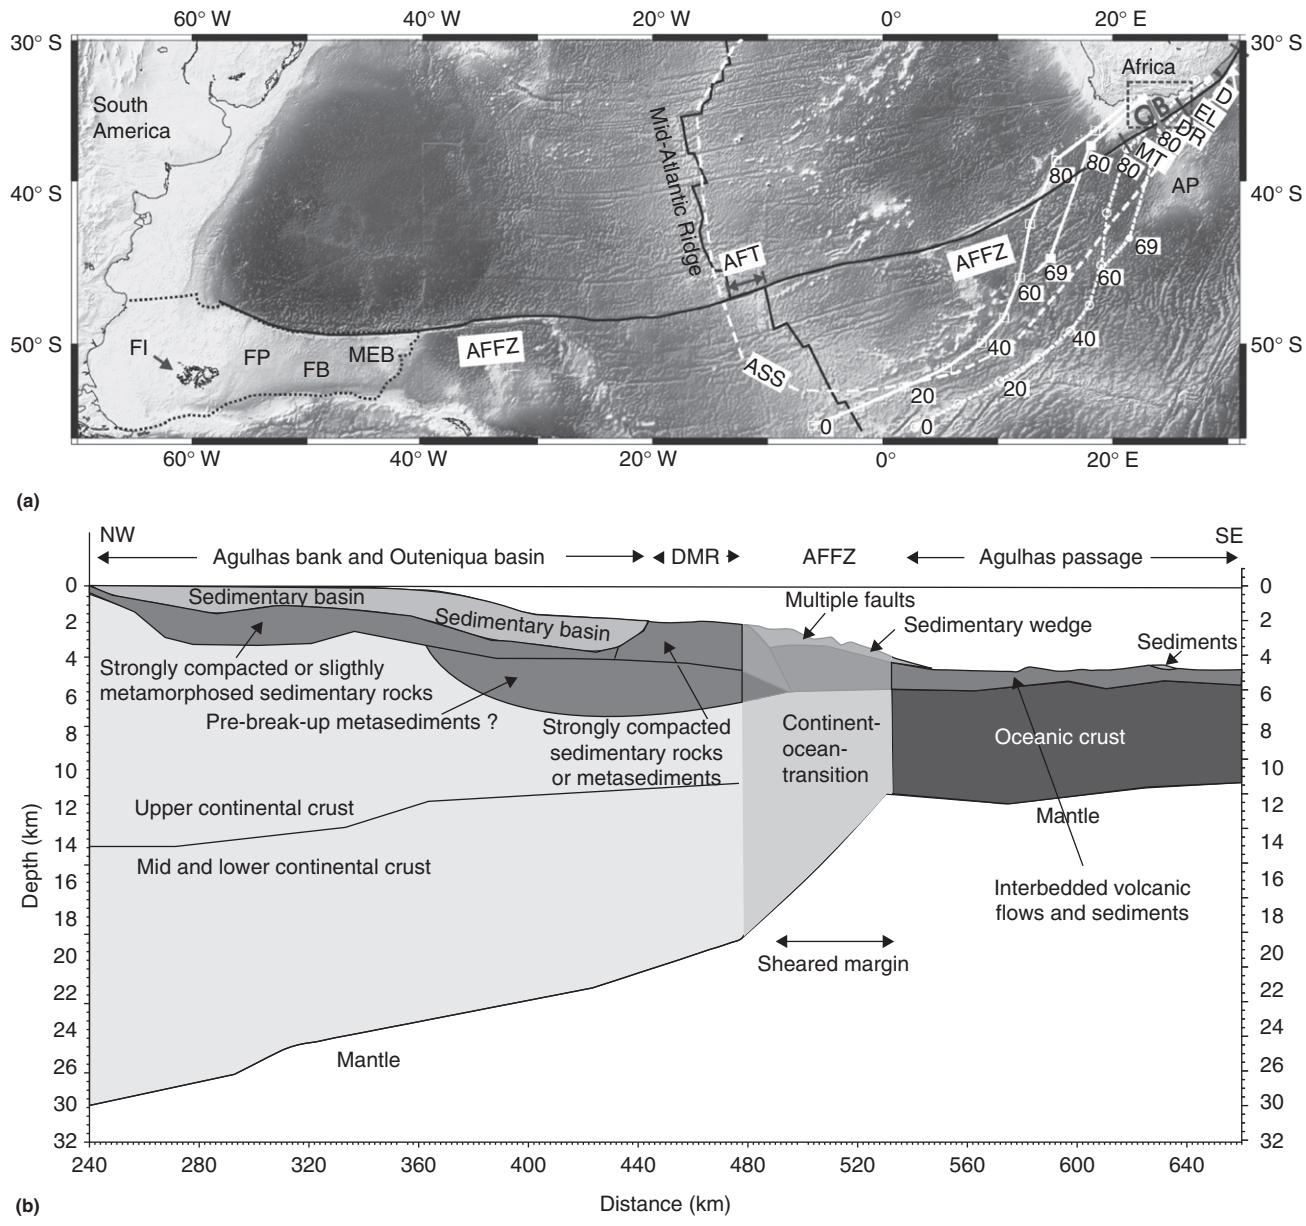 60° W 40° W 20° W 0° 20° E
30° S 30° S
Africa
South
America
Mid-Atlantic Ridge
OB
D
EL
DR
80
MT
80
80
80
AP
40° S 40° S
69
AFT
AFFZ
69
60
60
50° S 50° S
FI
FP
FB
MEB
AFFZ
ASS
40
40
20
20
0
0
60° W 40° W 20° W 0° 20° E
(a)
NW SE
Agulhas bank and Outeniqua basin DMR AFFZ Agulhas passage
0 0
Sedimentary basin
Multiple faults
Sedimentary basin
Sedimentary wedge
2 2
Sediments
4 4
Strongly compacted or sligthly
metamorphosed sedimentary rocks
6 6
Pre-break-up metasediments ?
Strongly compacted
sedimentary rocks
or metasediments
Continent-
ocean-
transition
8 8
Oceanic crust
10 10
Upper continental crust
12 12
Mantle
14 14
Mid and lower continental crust
16 16
Interbedded volcanic
flows and sediments
18 18
20 20
Sheared margin
22 22
24 24
Mantle
26 26
30 30
32 32
Depth (km)
240 280 320 360 400 440 480 520 560 600 640
Distance (km)
(b)